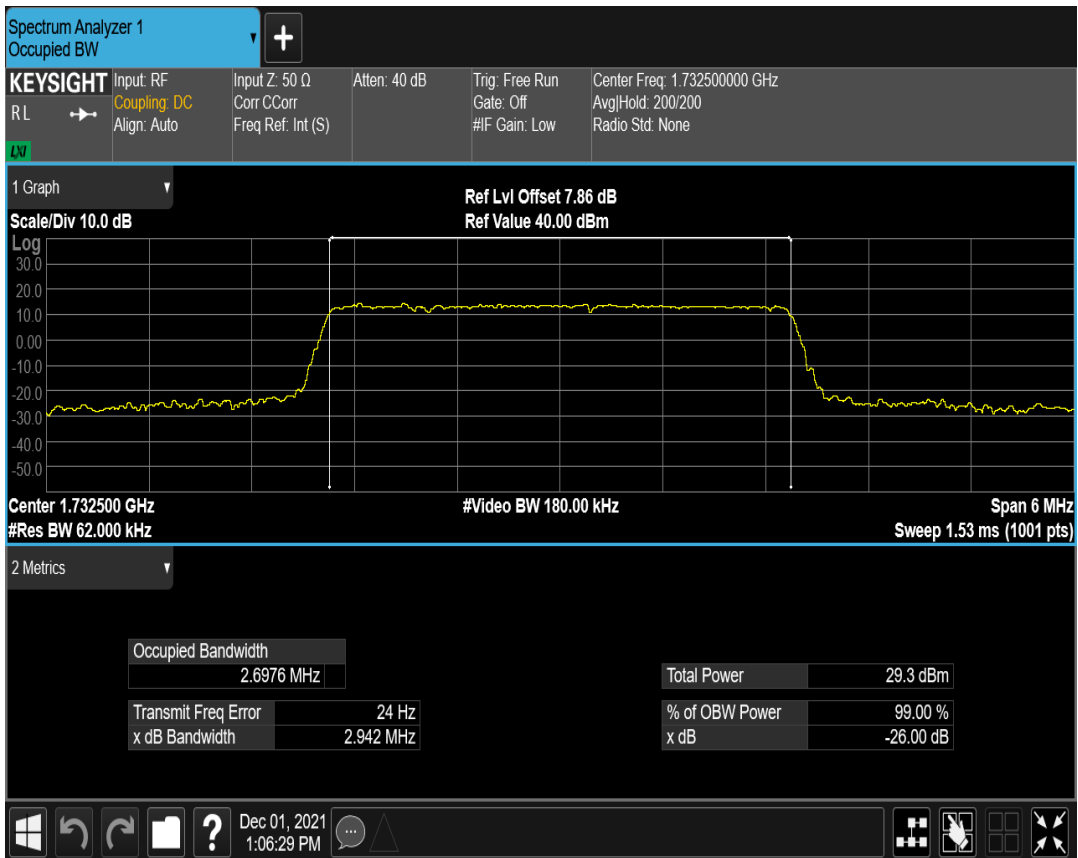 Spectrum Analyzer 1
Occupied BW
KEYSIGHT
R L
LXI
Input: RF
Coupling: DC
Align: Auto
Input Z: 50 Ω
Corr CCorr
Freq Ref: Int (S)
Atten: 40 dB
Trig: Free Run
Gate: Off
#IF Gain: Low
Center Freq: 1.732500000 GHz
Avg|Hold: 200/200
Radio Std: None
1 Graph
Scale/Div 10.0 dB
Ref Lvl Offset 7.86 dB
Ref Value 40.00 dBm
Log
30.0
20.0
10.0
0.00
-10.0
-20.0
-30.0
-40.0
-50.0
Center 1.732500 GHz
#Res BW 62.000 kHz
#Video BW 180.00 kHz
Span 6 MHz
Sweep 1.53 ms (1001 pts)
2 Metrics
Occupied Bandwidth
2.6976 MHz
Transmit Freq Error 24 Hz
x dB Bandwidth 2.942 MHz
Total Power 29.3 dBm
% of OBW Power 99.00 %
x dB -26.00 dB
?
Dec 01, 2021
1:06:29 PM